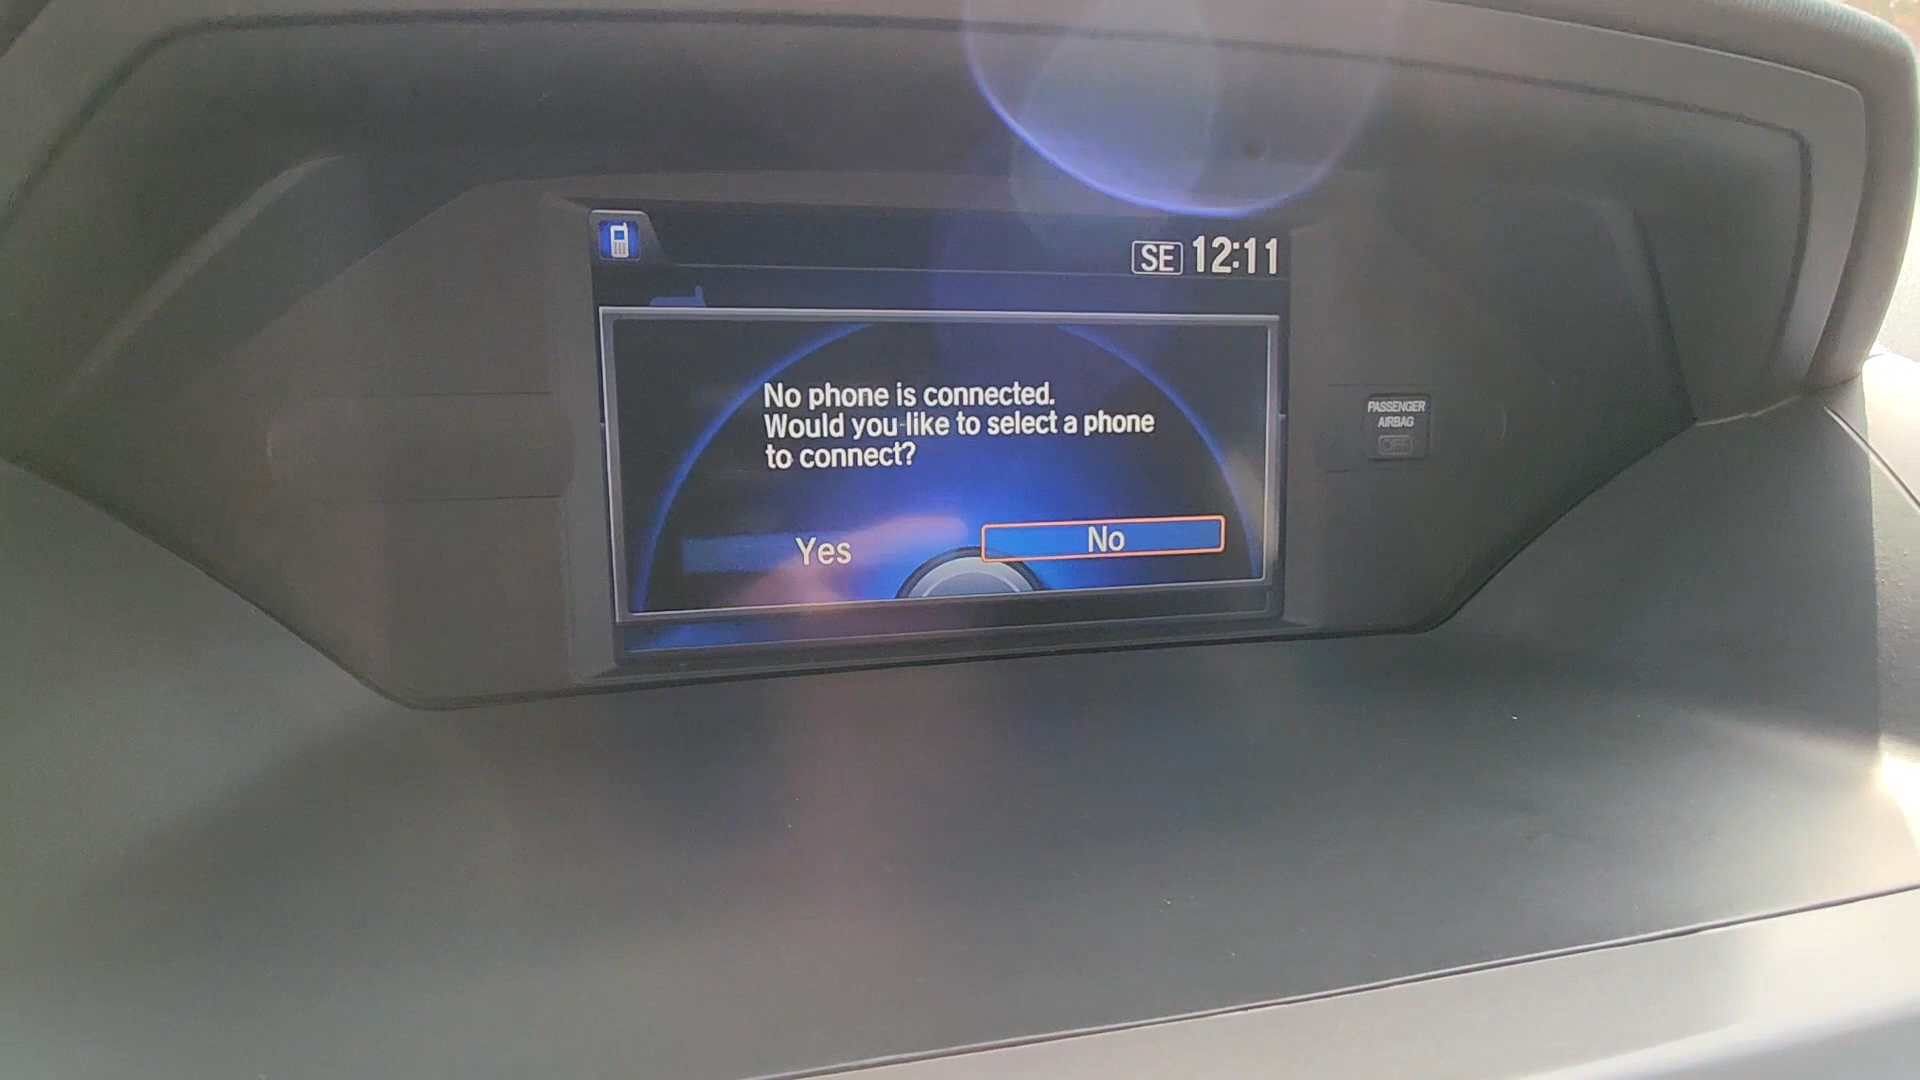 SE 12:11
No phone is connected.
Would you like to select a phone
to connect?
Yes No
PASSENGER
AIRBAG
OFF